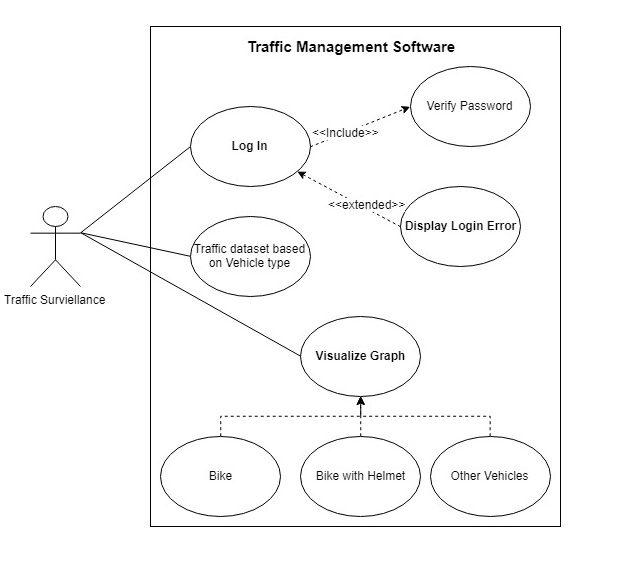 Traffic Management Software
Verify Password
<<Include>>
Log In
<<extended>>
Display Login Error
Traffic dataset based
on Vehicle type
Traffic Surviellance
Visualize Graph
Bike
Bike with Helmet
Other Vehicles